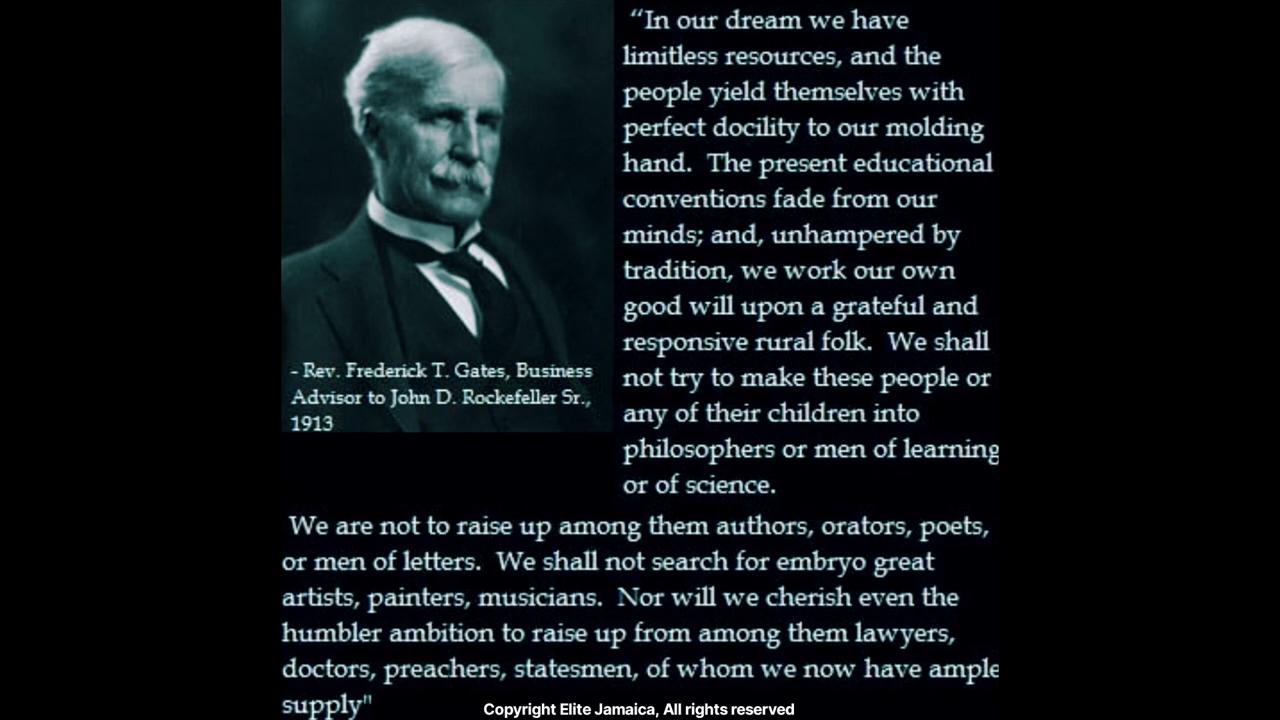 “In our dream we have
limitless resources, and the
people yield themselves with
perfect docility to our molding
hand.  The present educational
conventions fade from our
minds; and, unhampered by
tradition, we work our own
good will upon a grateful and
responsive rural folk.  We shall
not try to make these people or
any of their children into
philosophers or men of learning
or of science.
- Rev. Frederick T. Gates, Business
Advisor to John D. Rockefeller Sr.,
1913
We are not to raise up among them authors, orators, poets,
or men of letters.  We shall not search for embryo great
artists, painters, musicians.  Nor will we cherish even the
humbler ambition to raise up from among them lawyers,
doctors, preachers, statesmen, of whom we now have ample
supply"
Copyright Elite Jamaica, All rights reserved